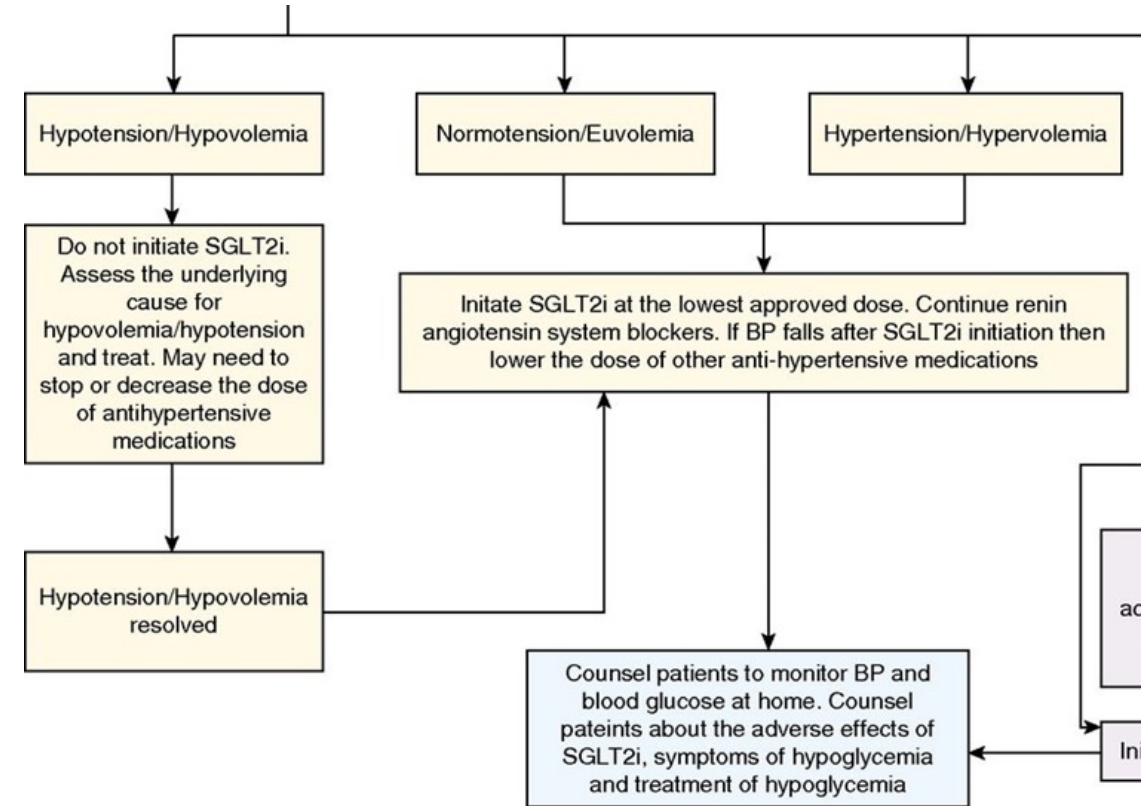 Hypotension/Hypovolemia
Normotension/Euvolemia
Hypertension/Hypervolemia
Do not initiate SGLT2i.
Assess the underlying
cause for
hypovolemia/hypotension
and treat. May need to
stop or decrease the dose
of antihypertensive
medications
Initate SGLT2i at the lowest approved dose. Continue renin
angiotensin system blockers. If BP falls after SGLT2i initiation then
lower the dose of other anti-hypertensive medications
Hypotension/Hypovolemia
resolved
Counsel patients to monitor BP and
blood glucose at home. Counsel
pateints about the adverse effects of
SGLT2i, symptoms of hypoglycemia
and treatment of hypoglycemia